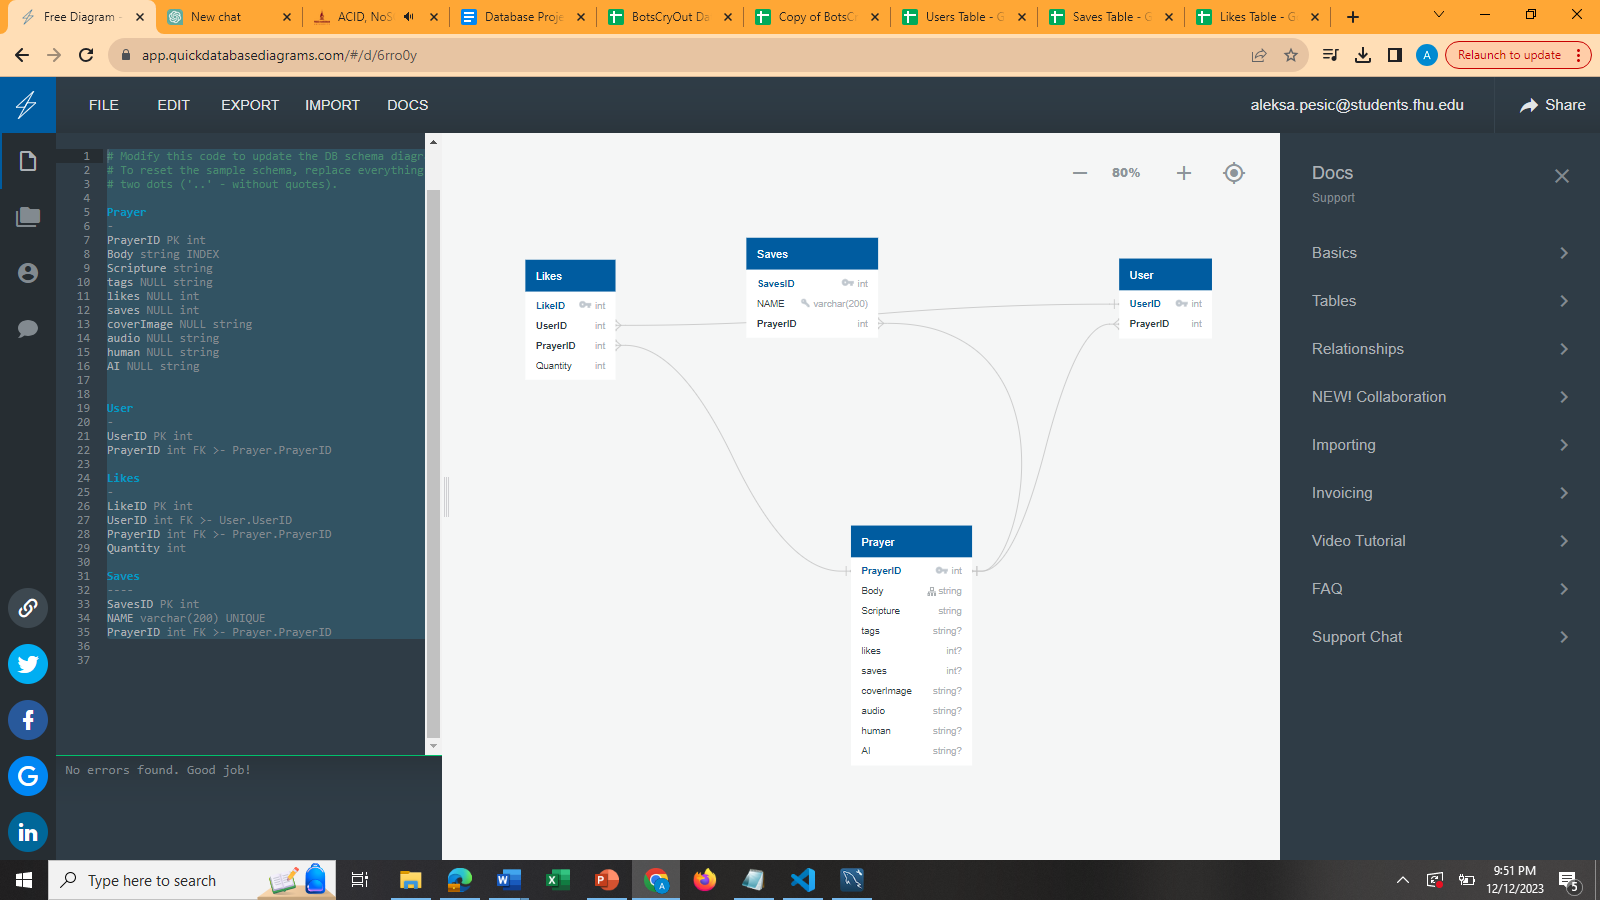 Free Diagram -
New chat
ACID, NoS
Database Proje
BotsCryOut Da
Copy of BotsCr
Users Table - G
Saves Table - G
Likes Table - G
app.quickdatabasediagrams.com/#/d/6rro0y
A
Relaunch to update
FILE
EDIT
EXPORT
IMPORT
DOCS
aleksa.pesic@students.fhu.edu
Share
1 # Modify this code to update the DB schema diagr
2 # To reset the sample schema, replace everything
3 # two dots ('..' - without quotes).
4
5 Prayer
6 -
7 PrayerID PK int
8 Body string INDEX
9 Scripture string
10 tags NULL string
11 likes NULL int
12 saves NULL int
13 coverImage NULL string
14 audio NULL string
15 human NULL string
16 AI NULL string
17
18
19 User
20 -
21 UserID PK int
22 PrayerID int FK >- Prayer.PrayerID
23
24 Likes
25 -
26 LikeID PK int
27 UserID int FK >- User.UserID
28 PrayerID int FK >- Prayer.PrayerID
29 Quantity int
30
31 Saves
32 ----
33 SavesID PK int
34 NAME varchar(200) UNIQUE
35 PrayerID int FK >- Prayer.PrayerID
36
37
No errors found. Good job!
80%
Likes
LikeID int
UserID int
PrayerID int
Quantity int
Saves
SavesID int
NAME varchar(200)
PrayerID int
User
UserID int
PrayerID int
Prayer
PrayerID int
Body string
Scripture string
tags string?
likes int?
saves int?
coverImage string?
audio string?
human string?
AI string?
Docs
Support
Basics
Tables
Relationships
NEW! Collaboration
Importing
Invoicing
Video Tutorial
FAQ
Support Chat
Type here to search
9:51 PM
12/12/2023
5